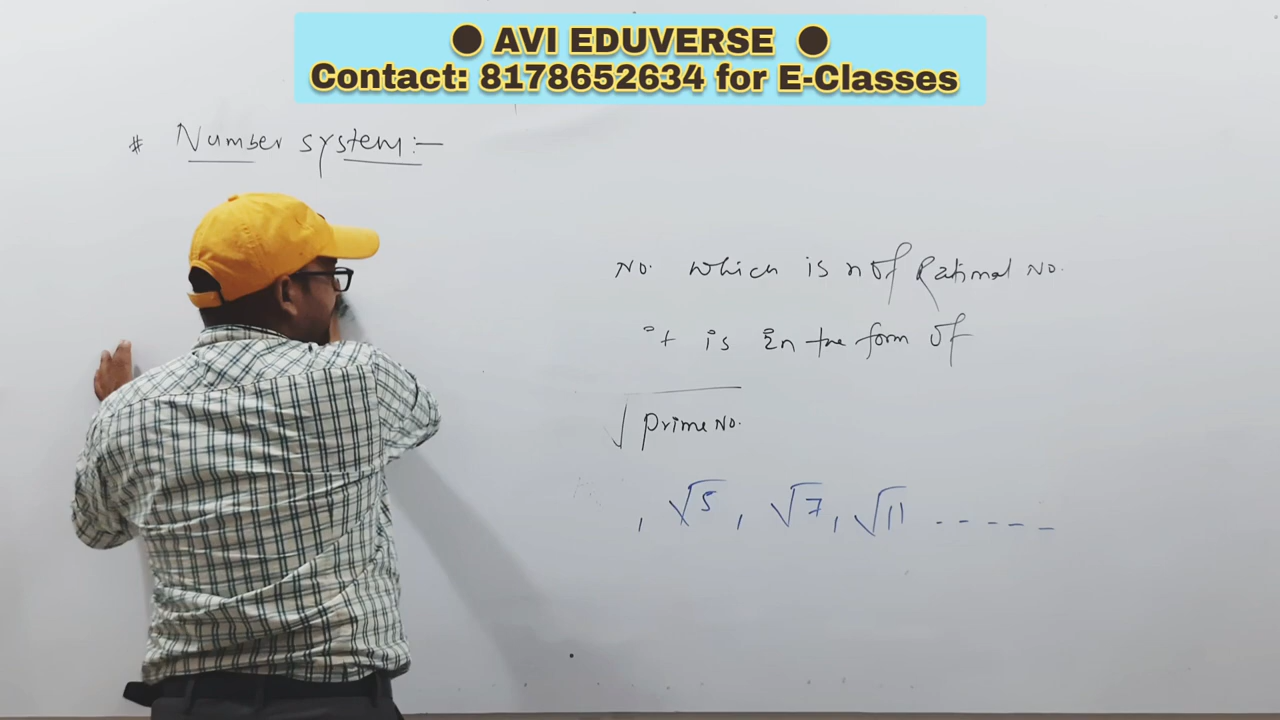 ● AVI EDUVERSE ●
Contact: 8178652634 for E-Classes
# Number system:-
No. which is not Rational No.
it is in the form of
√Prime No.
, √5, √7, √11 -----